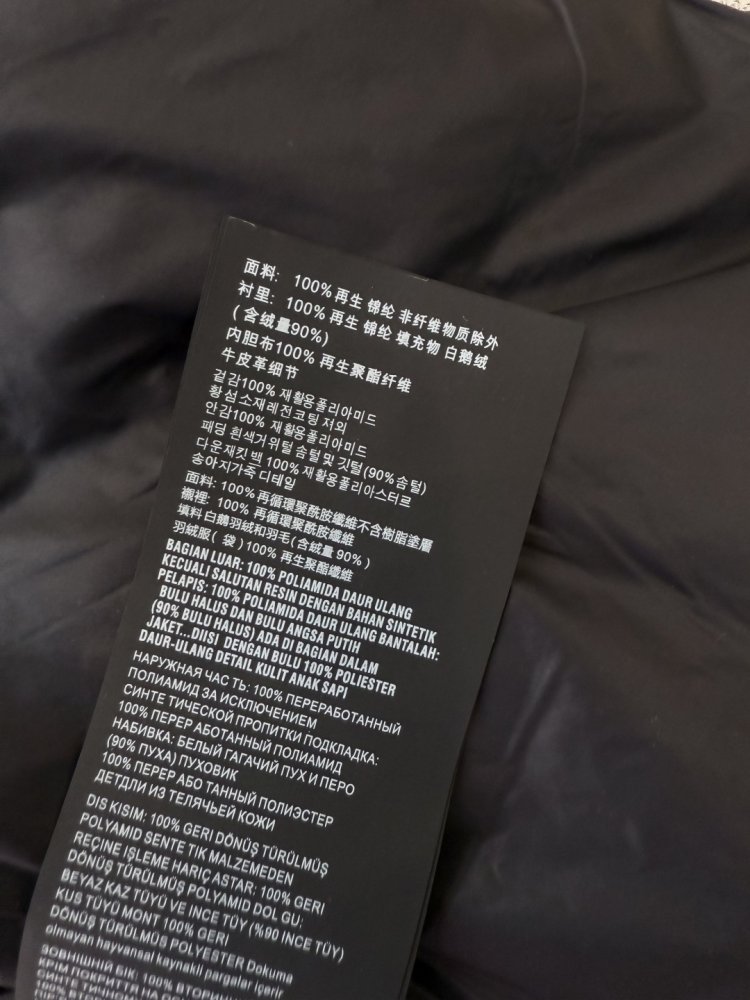 面料: 100% 再生 锦纶 非纤维物质除外
衬里: 100% 再生 锦纶 填充物 白鹅绒
(含绒量90%)
内胆布100% 再生聚酯纤维
牛皮革细节
겉감100% 재활용폴리아미드
황 섬소재레전코팅 저외
안감100% 재활용폴리아미드
패딩 흰색거위털 솜털 및 깃털(90% 솜털)
다운재킷 백 100% 재활용폴리아스터르
송아지가죽 디테일
面料: 100% 再循環聚酰胺纖維不含樹脂塗層
襯裡: 100% 再循環聚酰胺纖維
填料 白鵝羽絨和羽毛(含絨量 90% )
羽絨服( 袋)100% 再生聚酯纖維
BAGIAN LUAR: 100% POLIAMIDA DAUR ULANG
KECUALI SALUTAN RESIN DENGAN BAHAN SINTETIK
PELAPIS: 100% POLIAMIDA DAUR ULANG BANTALAH:
BULU HALUS DAN BULU ANGSA PUTIH
(90% BULU HALUS) ADA DI BAGIAN DALAM
JAKET...DIISI DENGAN BULU 100% POLIESTER
DAUR-ULANG DETAIL KULIT ANAK SAPI
НАРУЖНАЯ ЧАС ТЬ: 100% ПЕРЕРАБОТАННЫЙ
ПОЛИАМИД ЗА ИСКЛЮЧЕНИЕМ
СИНТЕ ТИЧЕСКОЙ ПРОПИТКИ ПОДКЛАДКА:
100% ПЕРЕР АБОТАННЫЙ ПОЛИАМИД
НАБИВКА: БЕЛЫЙ ГАГАЧИЙ ПУХ И ПЕРО
(90% ПУХА) ПУХОВИК
100% ПЕРЕР АБО ТАННЫЙ ПОЛИЭСТЕР
ДЕТДЛИ ИЗ ТЕЛЯЧЬЕЙ КОЖИ
DIS KISIM: 100% GERI DÖNÜŞ TÜRÜLMÜŞ
POLYAMID SENTE TIK MALZEMEDEN
REÇINE IŞLEME HARIÇ ASTAR: 100% GERI
DÖNÜŞ TÜRÜLMÜŞ POLYAMID DOL GU:
BEYAZ KAZ TÜYÜ VE INCE TÜY (%90 INCE TÜY)
KUS TÜYÜ MONT 100% GERI
DÖNÜŞ TÜRÜLMÜŞ POLYESTER Dokuma
olmayan hayvansal kaynakil pargalar içerir
ЗОВНІШНІЙ БІК: 100% ВТОРИНН